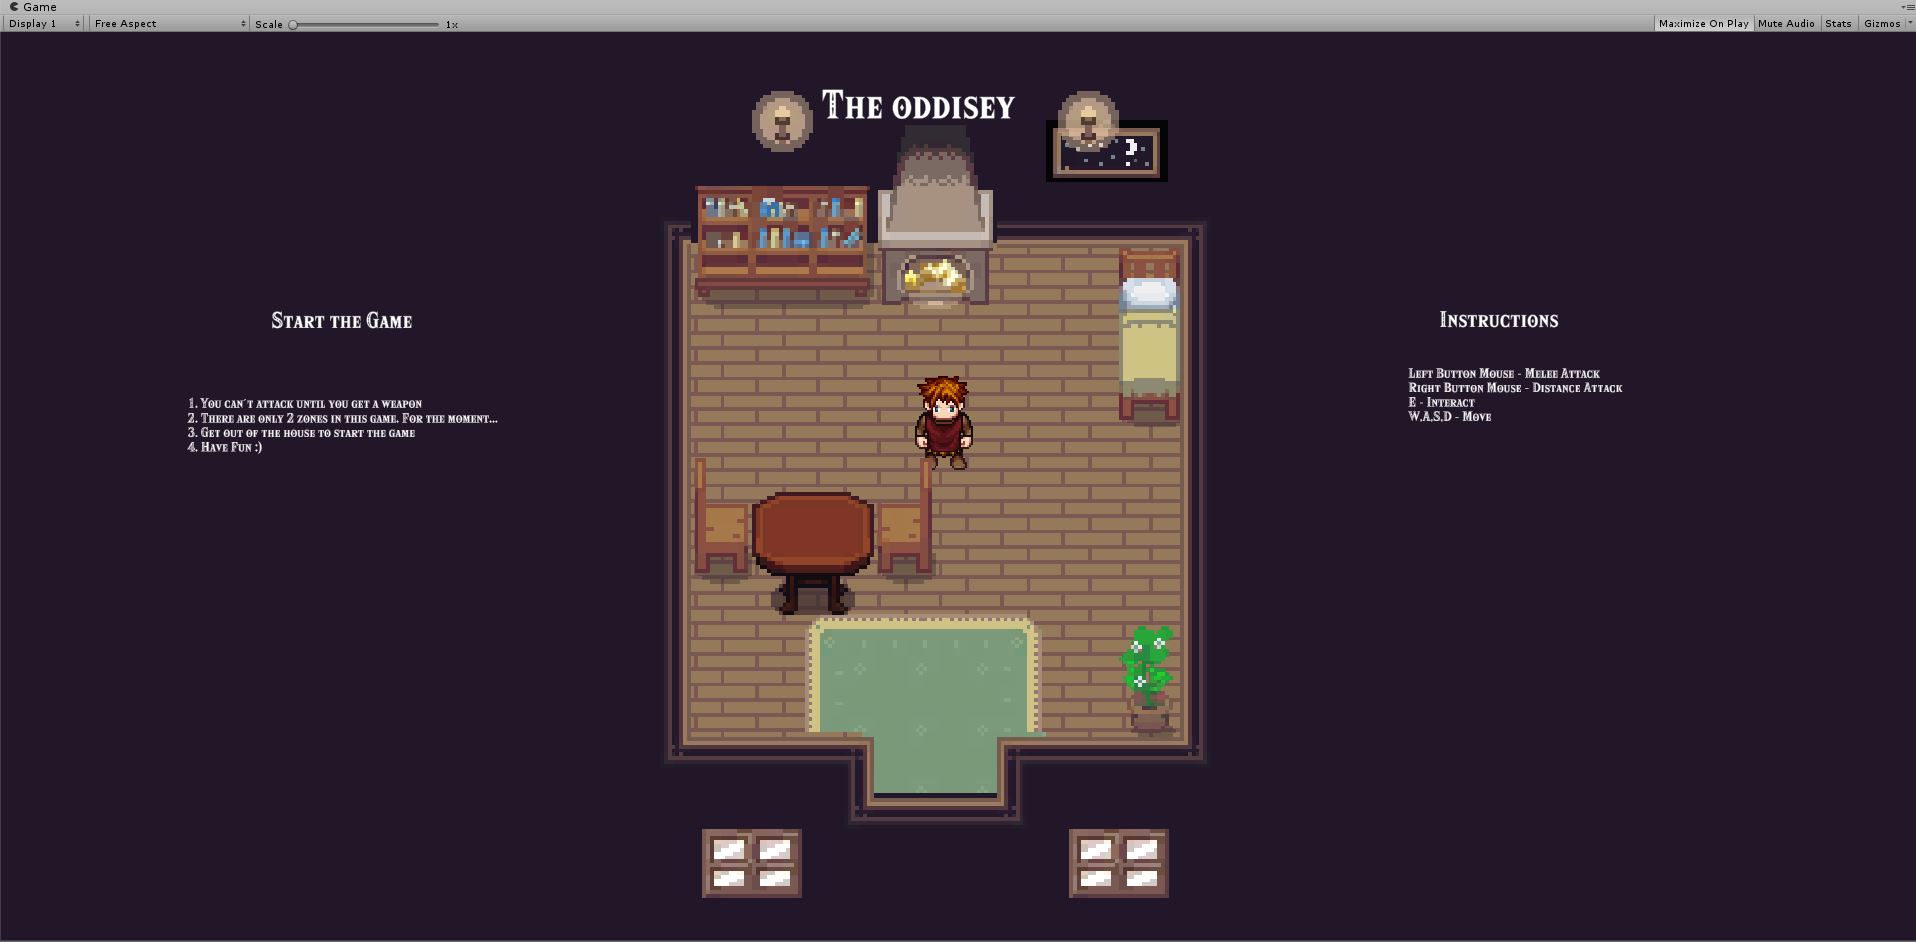 Game
Display 1 Free Aspect Scale 1x Maximize On Play Mute Audio Stats Gizmos
The oddisey
Start the Game
1. You can´t attack until you get a weapon
2. There are only 2 zones in this game. For the moment...
3. Get out of the house to start the game
4. Have Fun :)
Instructions
Left Button Mouse - Melee Attack
Right Button Mouse - Distance Attack
E - Interact
W,A,S,D - Move